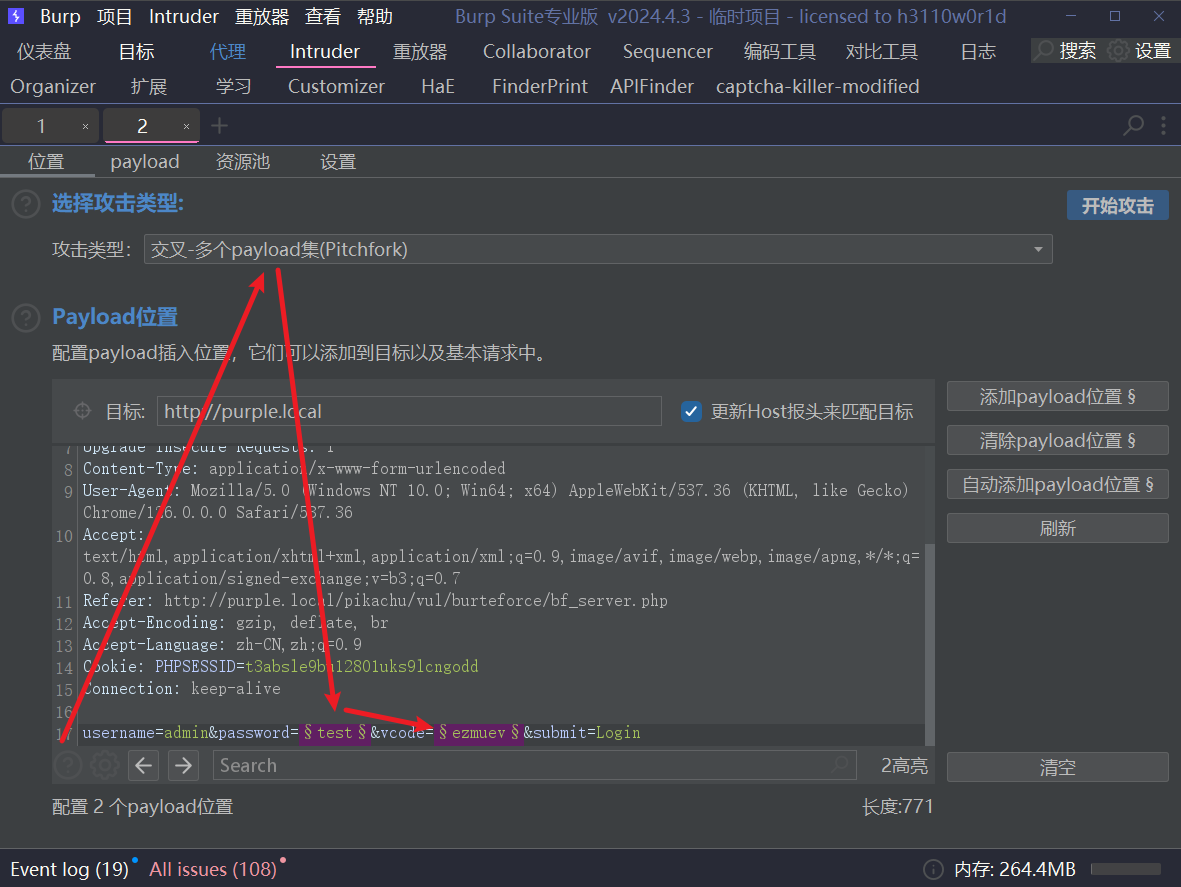 Burp 项目 Intruder 重放器 查看 帮助 Burp Suite专业版 v2024.4.3 - 临时项目 - licensed to h3110w0r1d
仪表盘 目标 代理 Intruder 重放器 Collaborator Sequencer 编码工具 对比工具 日志 搜索 设置
Organizer 扩展 学习 Customizer HaE FinderPrint APIFinder captcha-killer-modified
1 × 2 × +
位置 payload 资源池 设置
选择攻击类型: 开始攻击
攻击类型: 交叉-多个payload集(Pitchfork)
Payload位置
配置payload插入位置，它们可以添加到目标以及基本请求中。
目标: http://purple.local 更新Host报头来匹配目标
添加payload位置 §
清除payload位置 §
自动添加payload位置 §
刷新
7 Upgrade-Insecure-Requests: 1
8 Content-Type: application/x-www-form-urlencoded
9 User-Agent: Mozilla/5.0 (Windows NT 10.0; Win64; x64) AppleWebKit/537.36 (KHTML, like Gecko)
Chrome/126.0.0.0 Safari/537.36
10 Accept:
text/html,application/xhtml+xml,application/xml;q=0.9,image/avif,image/webp,image/apng,*/*;q=
0.8,application/signed-exchange;v=b3;q=0.7
11 Referer: http://purple.local/pikachu/vul/burteforce/bf_server.php
12 Accept-Encoding: gzip, deflate, br
13 Accept-Language: zh-CN,zh;q=0.9
14 Cookie:
15 Connection: keep-alive
16
17 username=admin&password=§test§&vcode=§ezmuev§&submit=Login
Search 2高亮 清空
配置 2 个payload位置 长度:771
Event log (19) All issues (108) 内存: 264.4MB